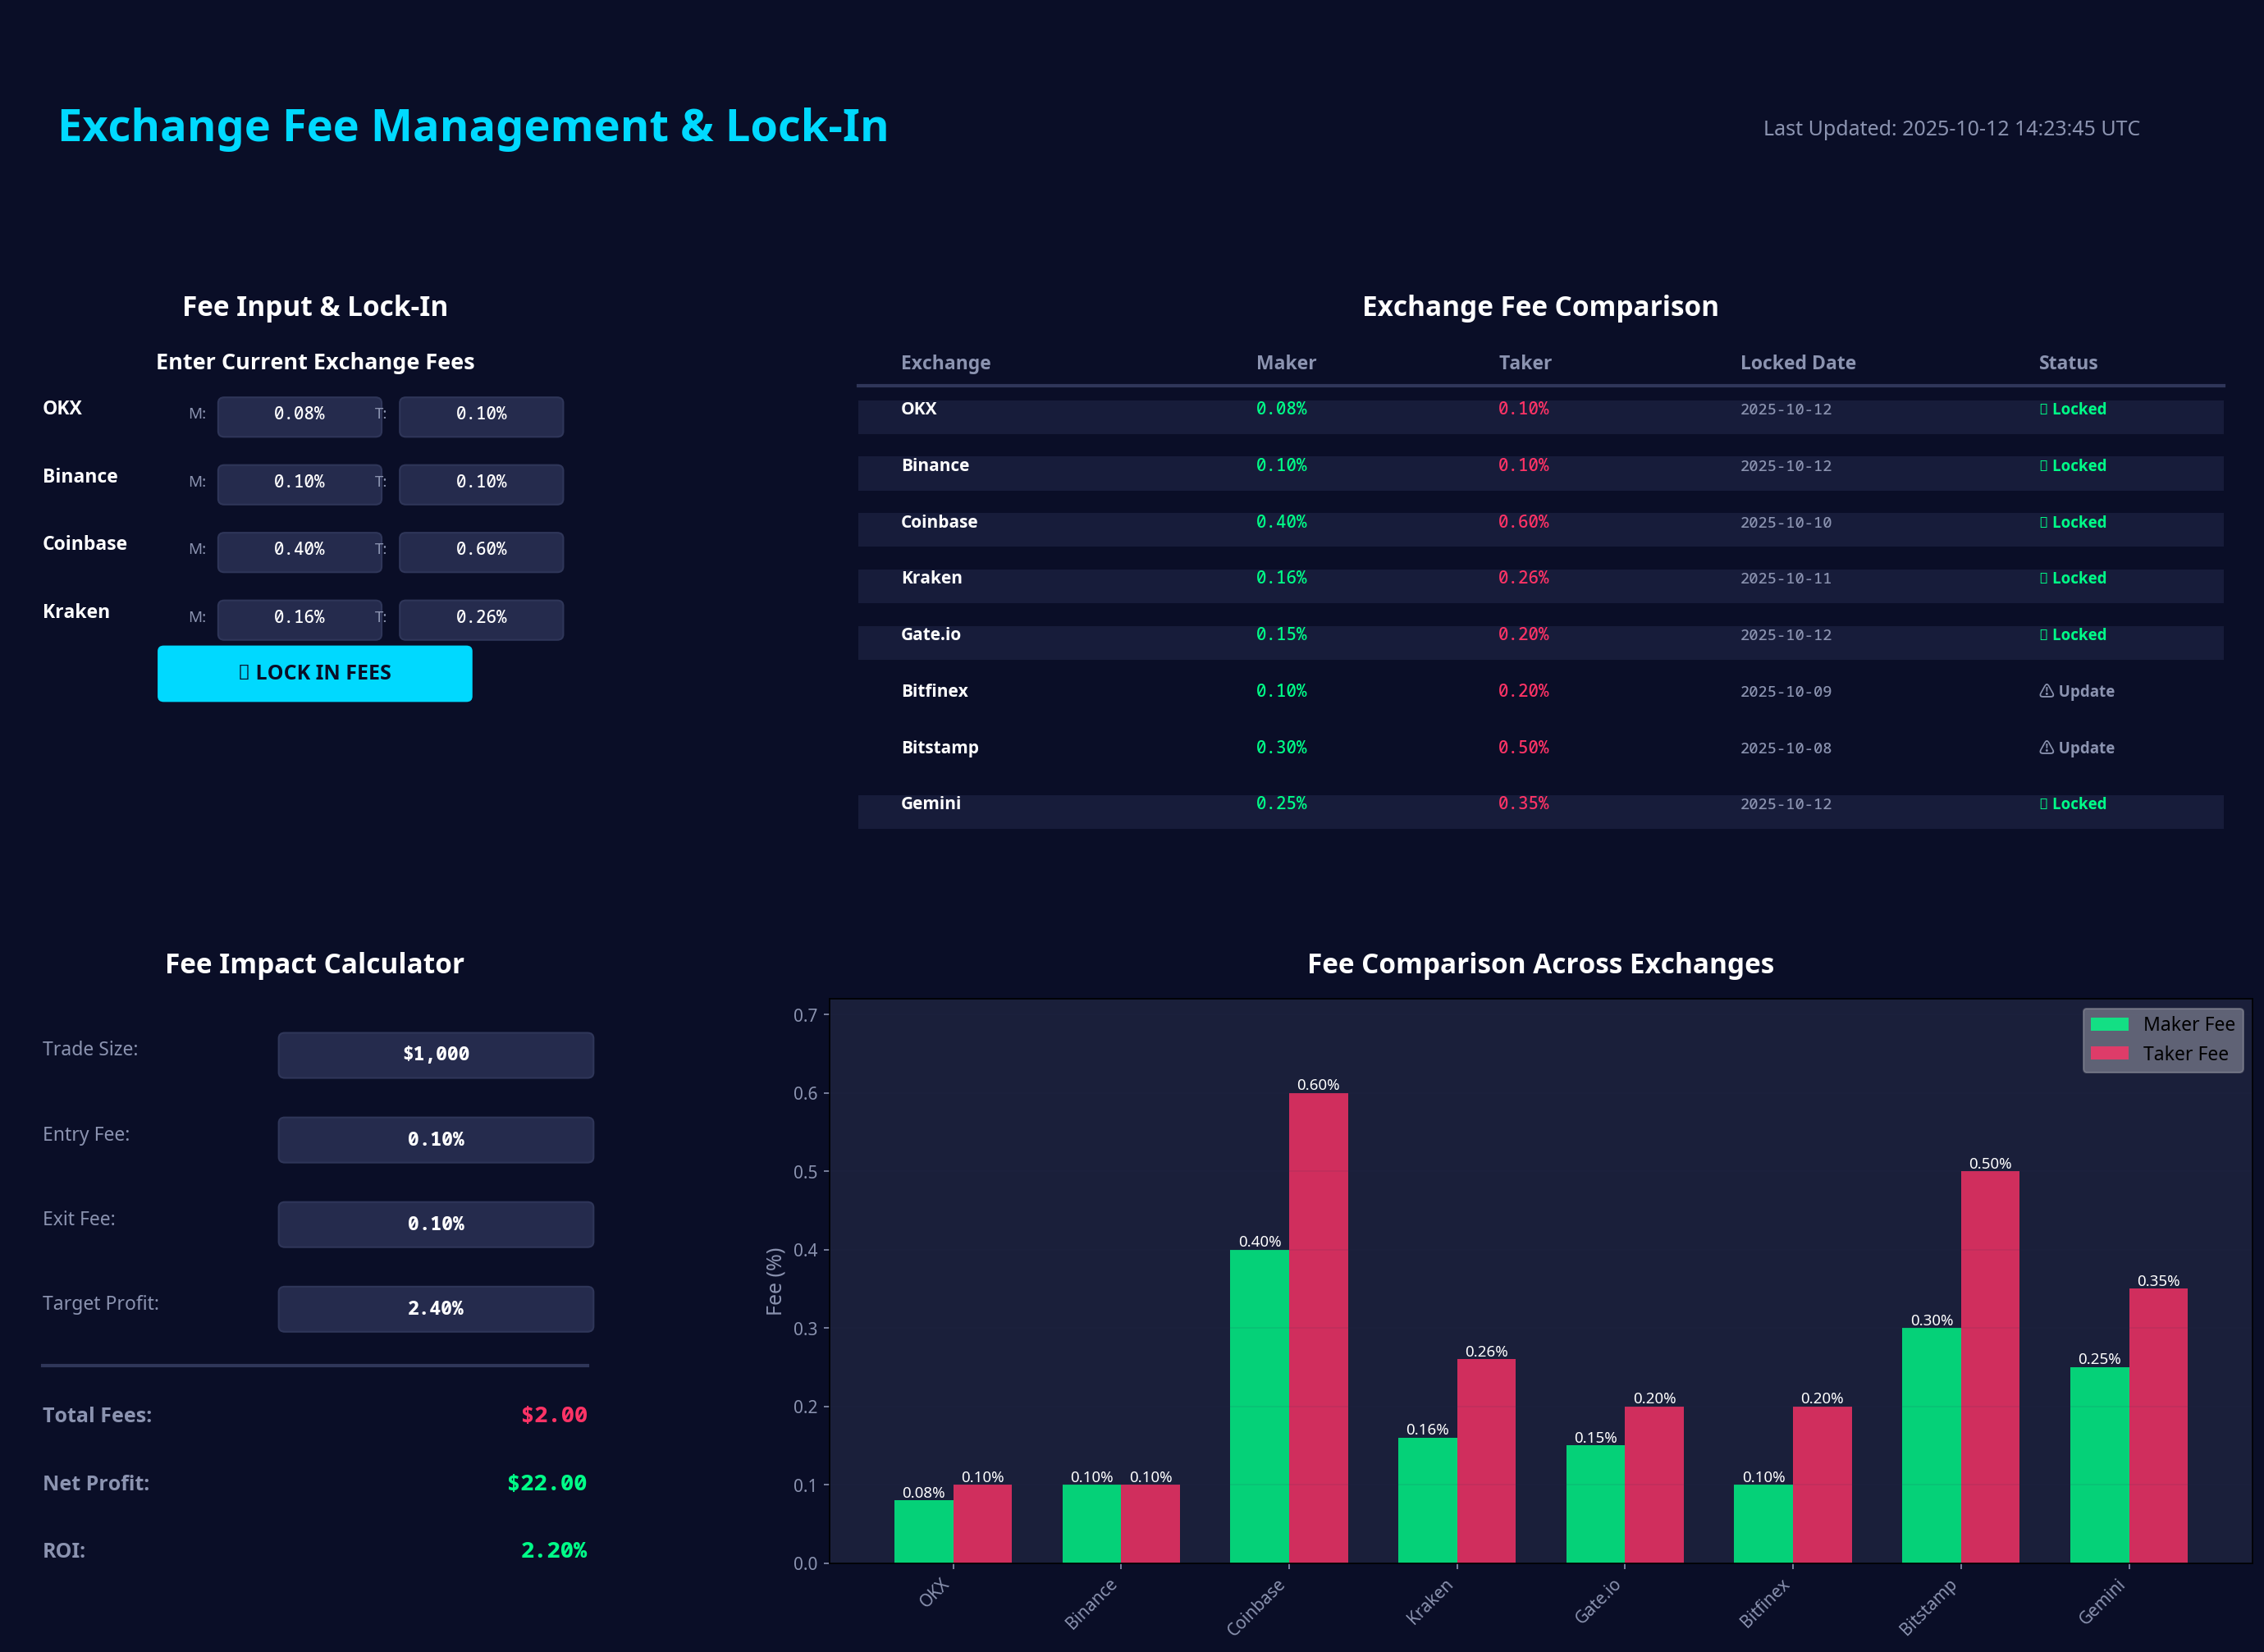 Exchange Fee Management & Lock-In
Last Updated: 2025-10-12 14:23:45 UTC
Fee Input & Lock-In
Enter Current Exchange Fees
OKX M: 0.08% T: 0.10%
Binance M: 0.10% T: 0.10%
Coinbase M: 0.40% T: 0.60%
Kraken M: 0.16% T: 0.26%
LOCK IN FEES
Exchange Fee Comparison
Exchange Maker Taker Locked Date Status
OKX 0.08% 0.10% 2025-10-12 Locked
Binance 0.10% 0.10% 2025-10-12 Locked
Coinbase 0.40% 0.60% 2025-10-10 Locked
Kraken 0.16% 0.26% 2025-10-11 Locked
Gate.io 0.15% 0.20% 2025-10-12 Locked
Bitfinex 0.10% 0.20% 2025-10-09 ⚠ Update
Bitstamp 0.30% 0.50% 2025-10-08 ⚠ Update
Gemini 0.25% 0.35% 2025-10-12 Locked
Fee Impact Calculator
Trade Size: $1,000
Entry Fee: 0.10%
Exit Fee: 0.10%
Target Profit: 2.40%
Total Fees: $2.00
Net Profit: $22.00
ROI: 2.20%
Fee Comparison Across Exchanges
Maker Fee
Taker Fee
Fee (%)
0.7
0.6
0.5
0.4
0.3
0.2
0.1
0.0
0.08% 0.10%
0.10% 0.10%
0.40% 0.60%
0.16% 0.26%
0.15% 0.20%
0.10% 0.20%
0.30% 0.50%
0.25% 0.35%
OKX
Binance
Coinbase
Kraken
Gate.io
Bitfinex
Bitstamp
Gemini